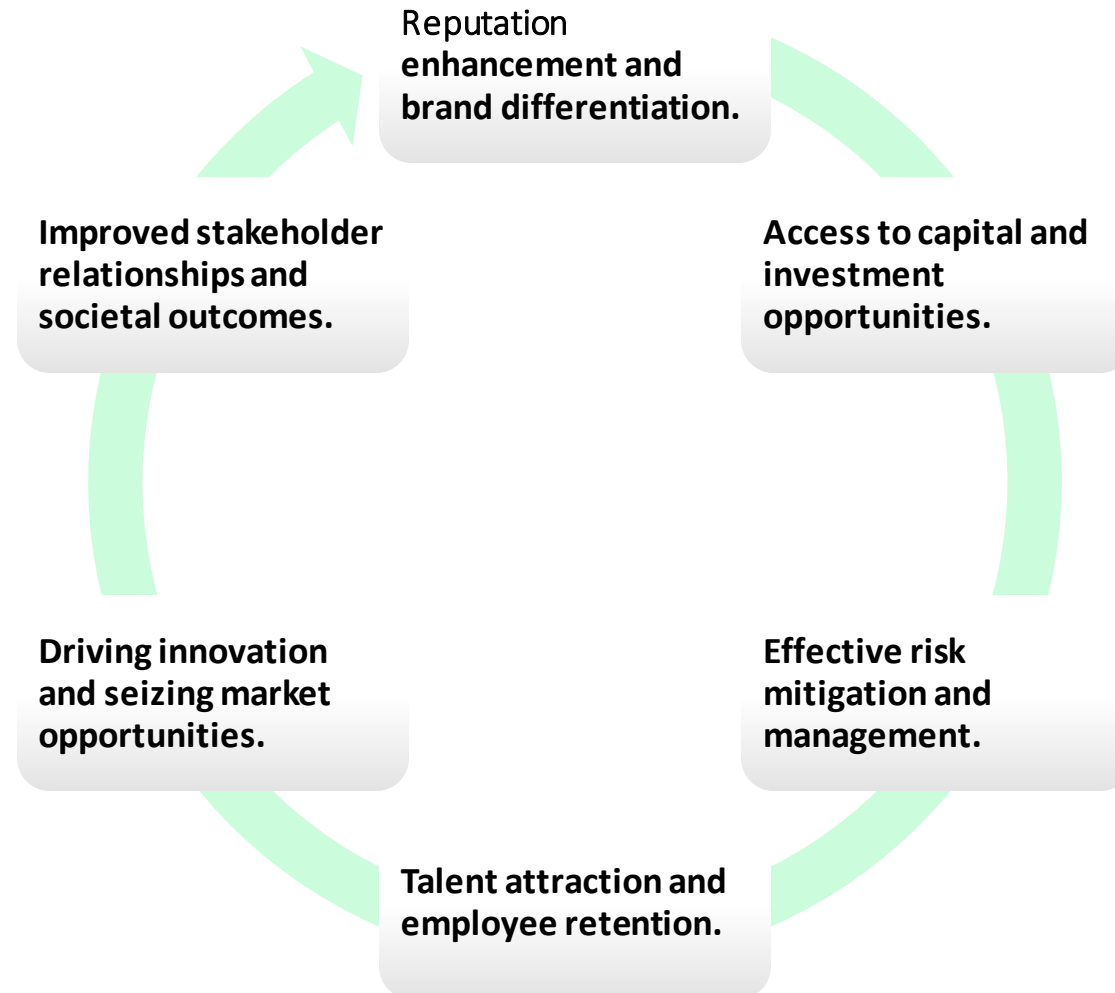 Reputation
enhancement and
brand differentiation.
Access to capital and
investment
opportunities.
Effective risk
mitigation and
management.
Talent attraction and
employee retention.
Driving innovation
and seizing market
opportunities.
Improved stakeholder
relationships and
societal outcomes.